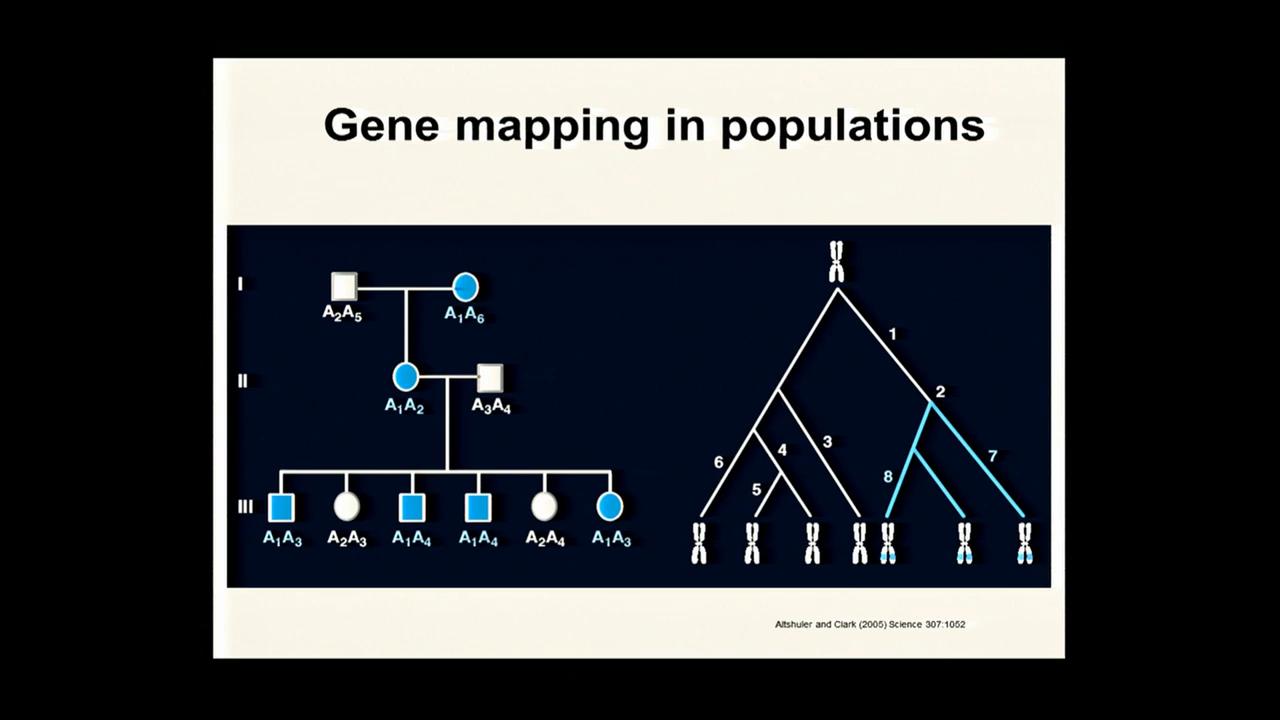 Gene mapping in populations
I
A₂A₅ A₁A₆
II
A₁A₂ A₃A₄
III
A₁A₃ A₂A₃ A₁A₄ A₁A₄ A₂A₄ A₁A₃
1
2
3
4
6
7
8
5
Altshuler and Clark (2005) Science 307:1052